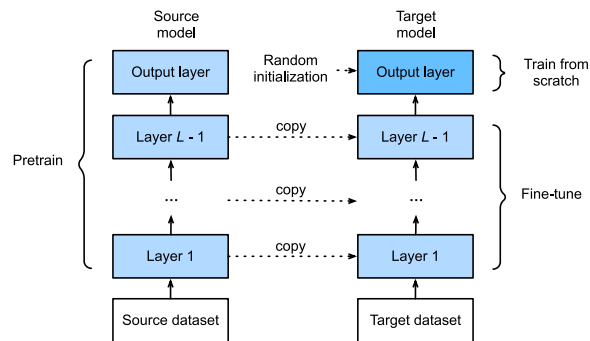 Source
model
Target
model
Output layer
Random
initialization
Output layer
Train from
scratch
Layer L - 1
copy
Layer L - 1
Pretrain
...
copy
...
Fine-tune
Layer 1
copy
Layer 1
Source dataset
Target dataset